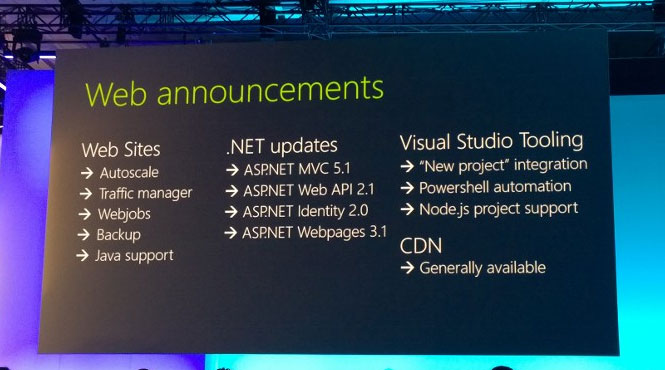 Web announcements
Web Sites
→ Autoscale
→ Traffic manager
→ Webjobs
→ Backup
→ Java support
.NET updates
→ ASP.NET MVC 5.1
→ ASP.NET Web API 2.1
→ ASP.NET Identity 2.0
→ ASP.NET Webpages 3.1
Visual Studio Tooling
→ “New project” integration
→ Powershell automation
→ Node.js project support
CDN
→ Generally available